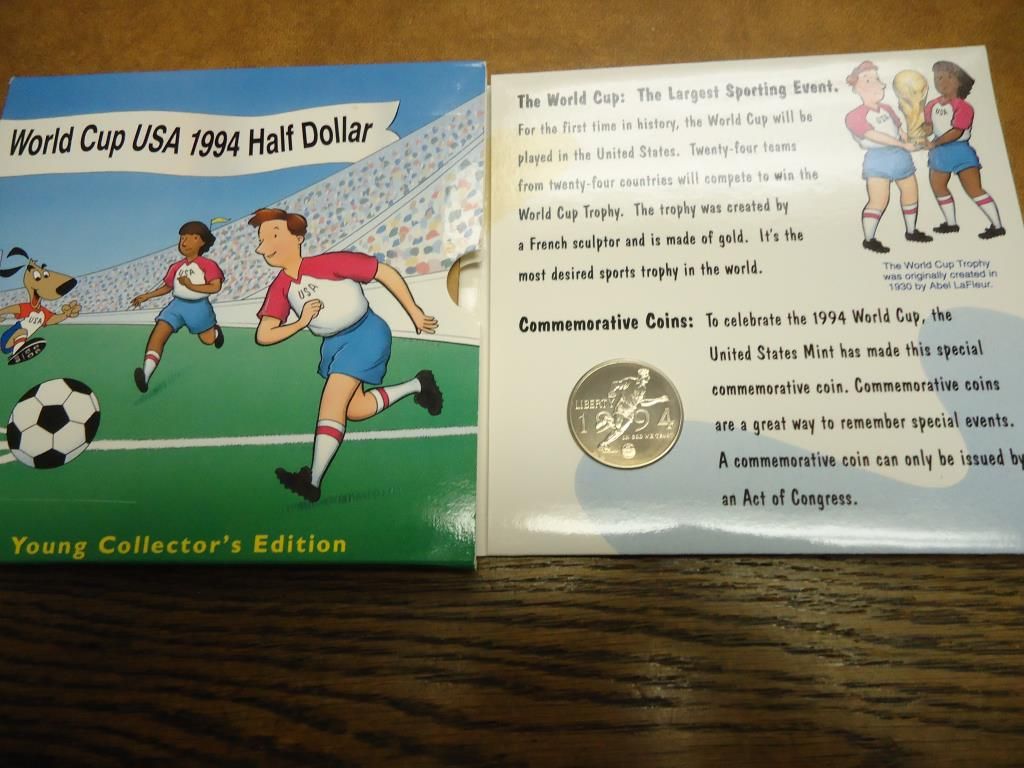 World Cup USA 1994 Half Dollar
USA
USA
USA
Young Collector's Edition
The World Cup: The Largest Sporting Event.
For the first time in history, the World Cup will be
played in the United States. Twenty-four teams
from twenty-four countries will compete to win the
World Cup Trophy. The trophy was created by
a French sculptor and is made of gold. It's the
most desired sports trophy in the world.
The World Cup Trophy
was originally created in
1930 by Abel LaFleur.
Commemorative Coins: To celebrate the 1994 World Cup, the
United States Mint has made this special
commemorative coin. Commemorative coins
are a great way to remember special events.
A commemorative coin can only be issued by
an Act of Congress.
LIBERTY
1994
IN GOD WE TRUST